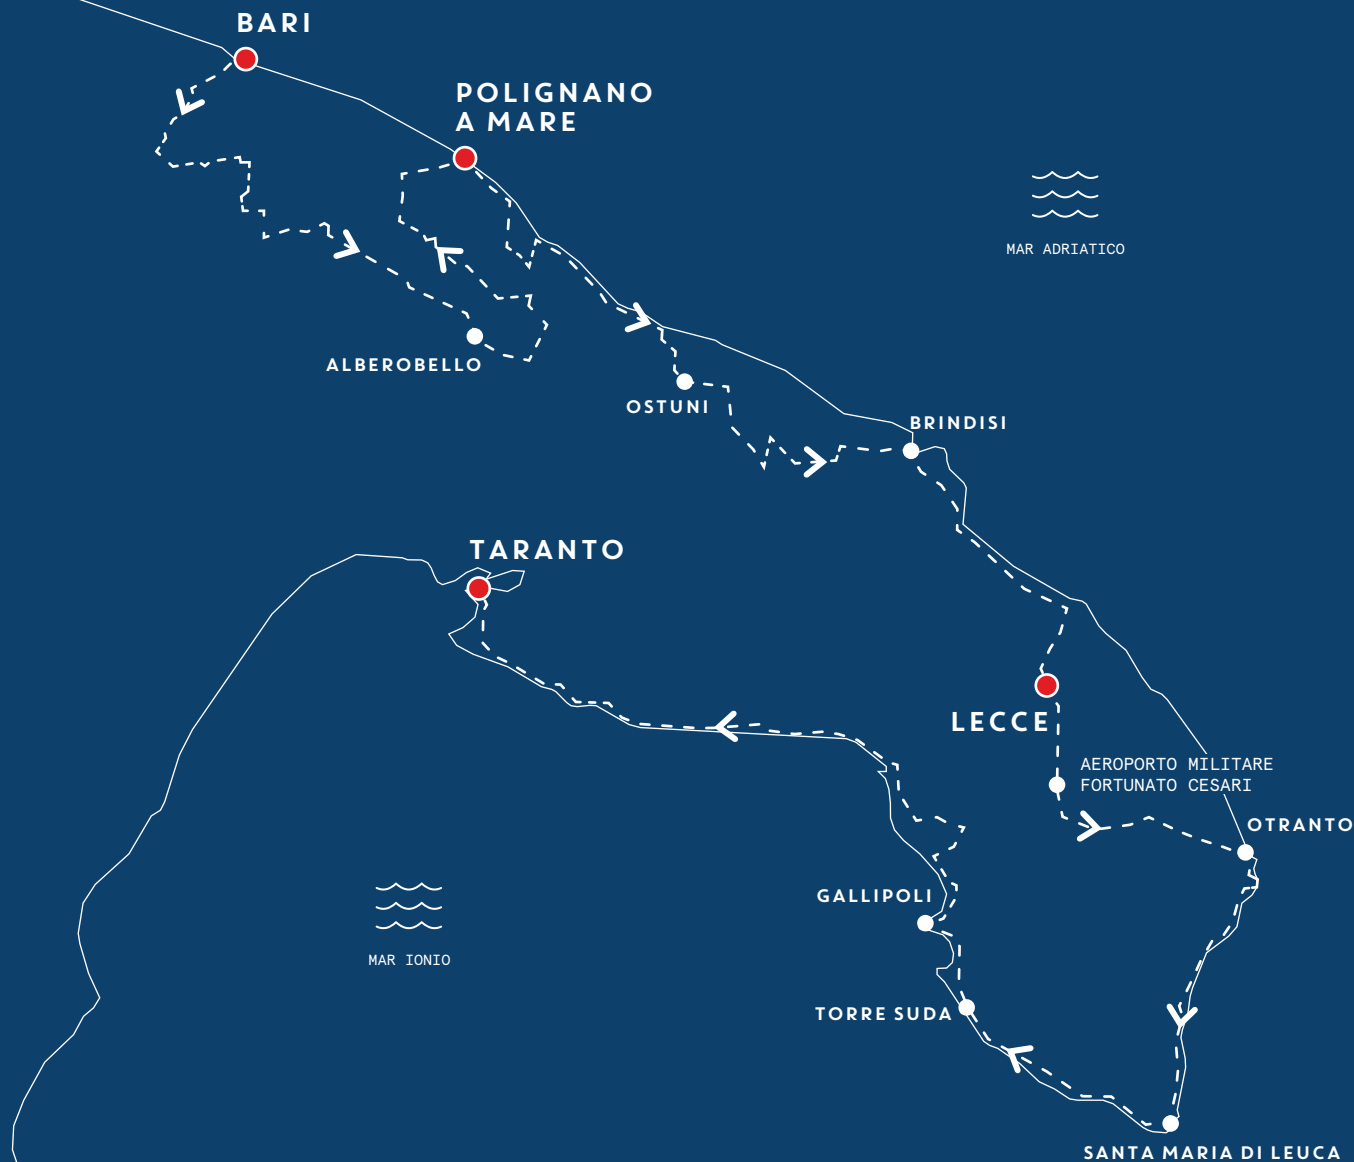 BARI
POLIGNANO
A MARE
MAR ADRIATICO
ALBEROBELLO
OSTUNI
BRINDISI
TARANTO
LECCE
AEROPORTO MILITARE
FORTUNATO CESARI
OTRANTO
GALLIPOLI
MAR IONIO
TORRE SUDA
SANTA MARIA DI LEUCA